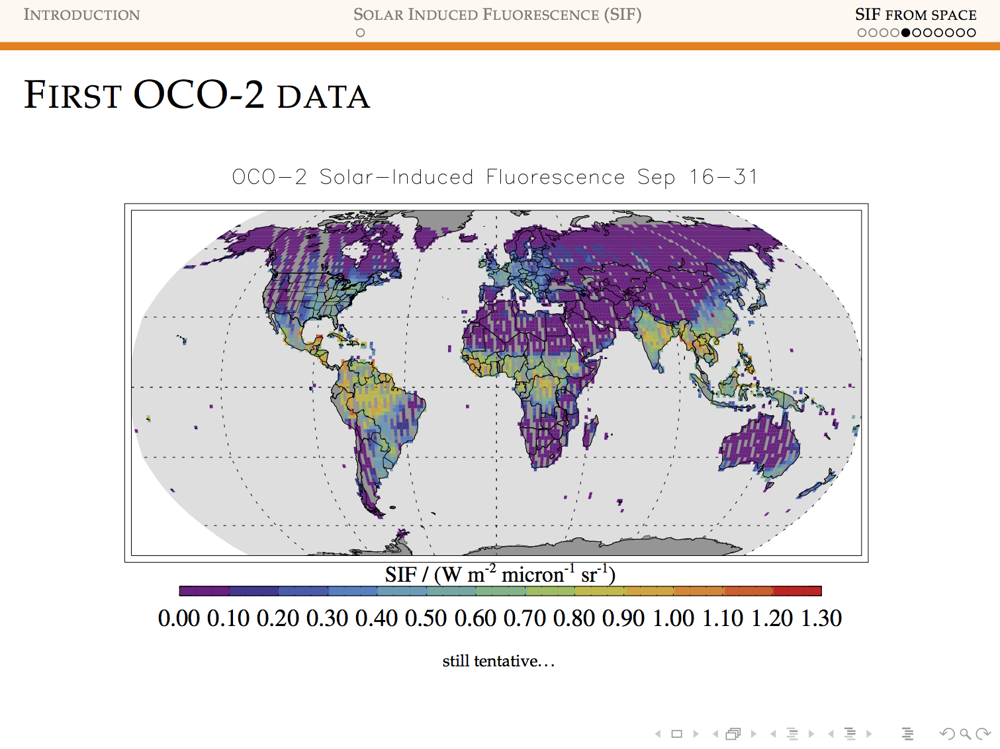 INTRODUCTION
SOLAR INDUCED FLUORESCENCE (SIF)
SIF FROM SPACE
FIRST OCO-2 DATA
OCO-2 Solar-Induced Fluorescence Sep 16-31
SIF / (W m⁻² micron⁻¹ sr⁻¹)
0.00 0.10 0.20 0.30 0.40 0.50 0.60 0.70 0.80 0.90 1.00 1.10 1.20 1.30
still tentative...